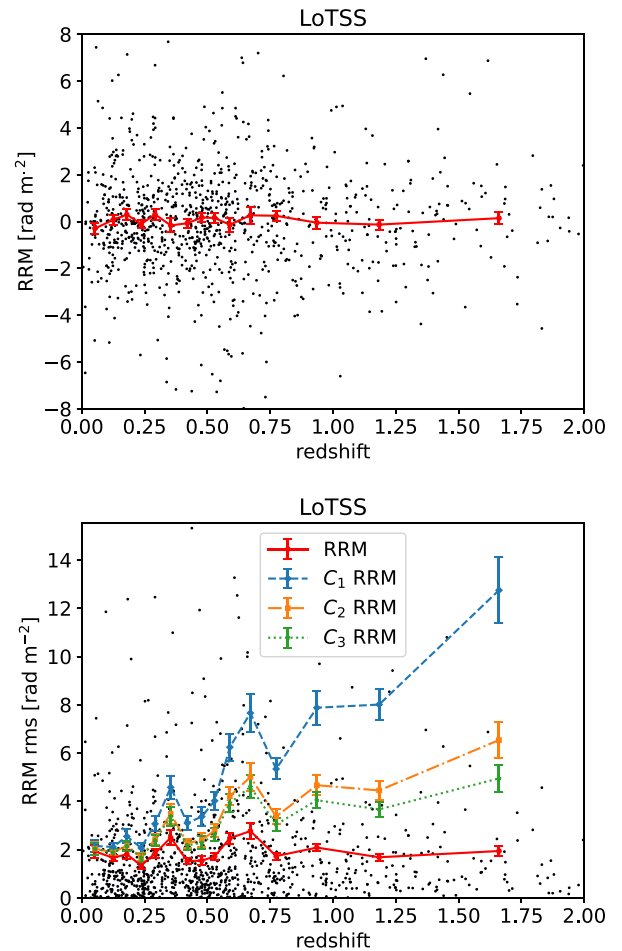 LoTSS
8
6
4
2
0
−2
−4
−6
−8
RRM [rad m⁻²]
0.00 0.25 0.50 0.75 1.00 1.25 1.50 1.75 2.00
redshift
LoTSS
14
12
10
8
6
4
2
0
RRM rms [rad m⁻²]
RRM
C₁ RRM
C₂ RRM
C₃ RRM
0.00 0.25 0.50 0.75 1.00 1.25 1.50 1.75 2.00
redshift